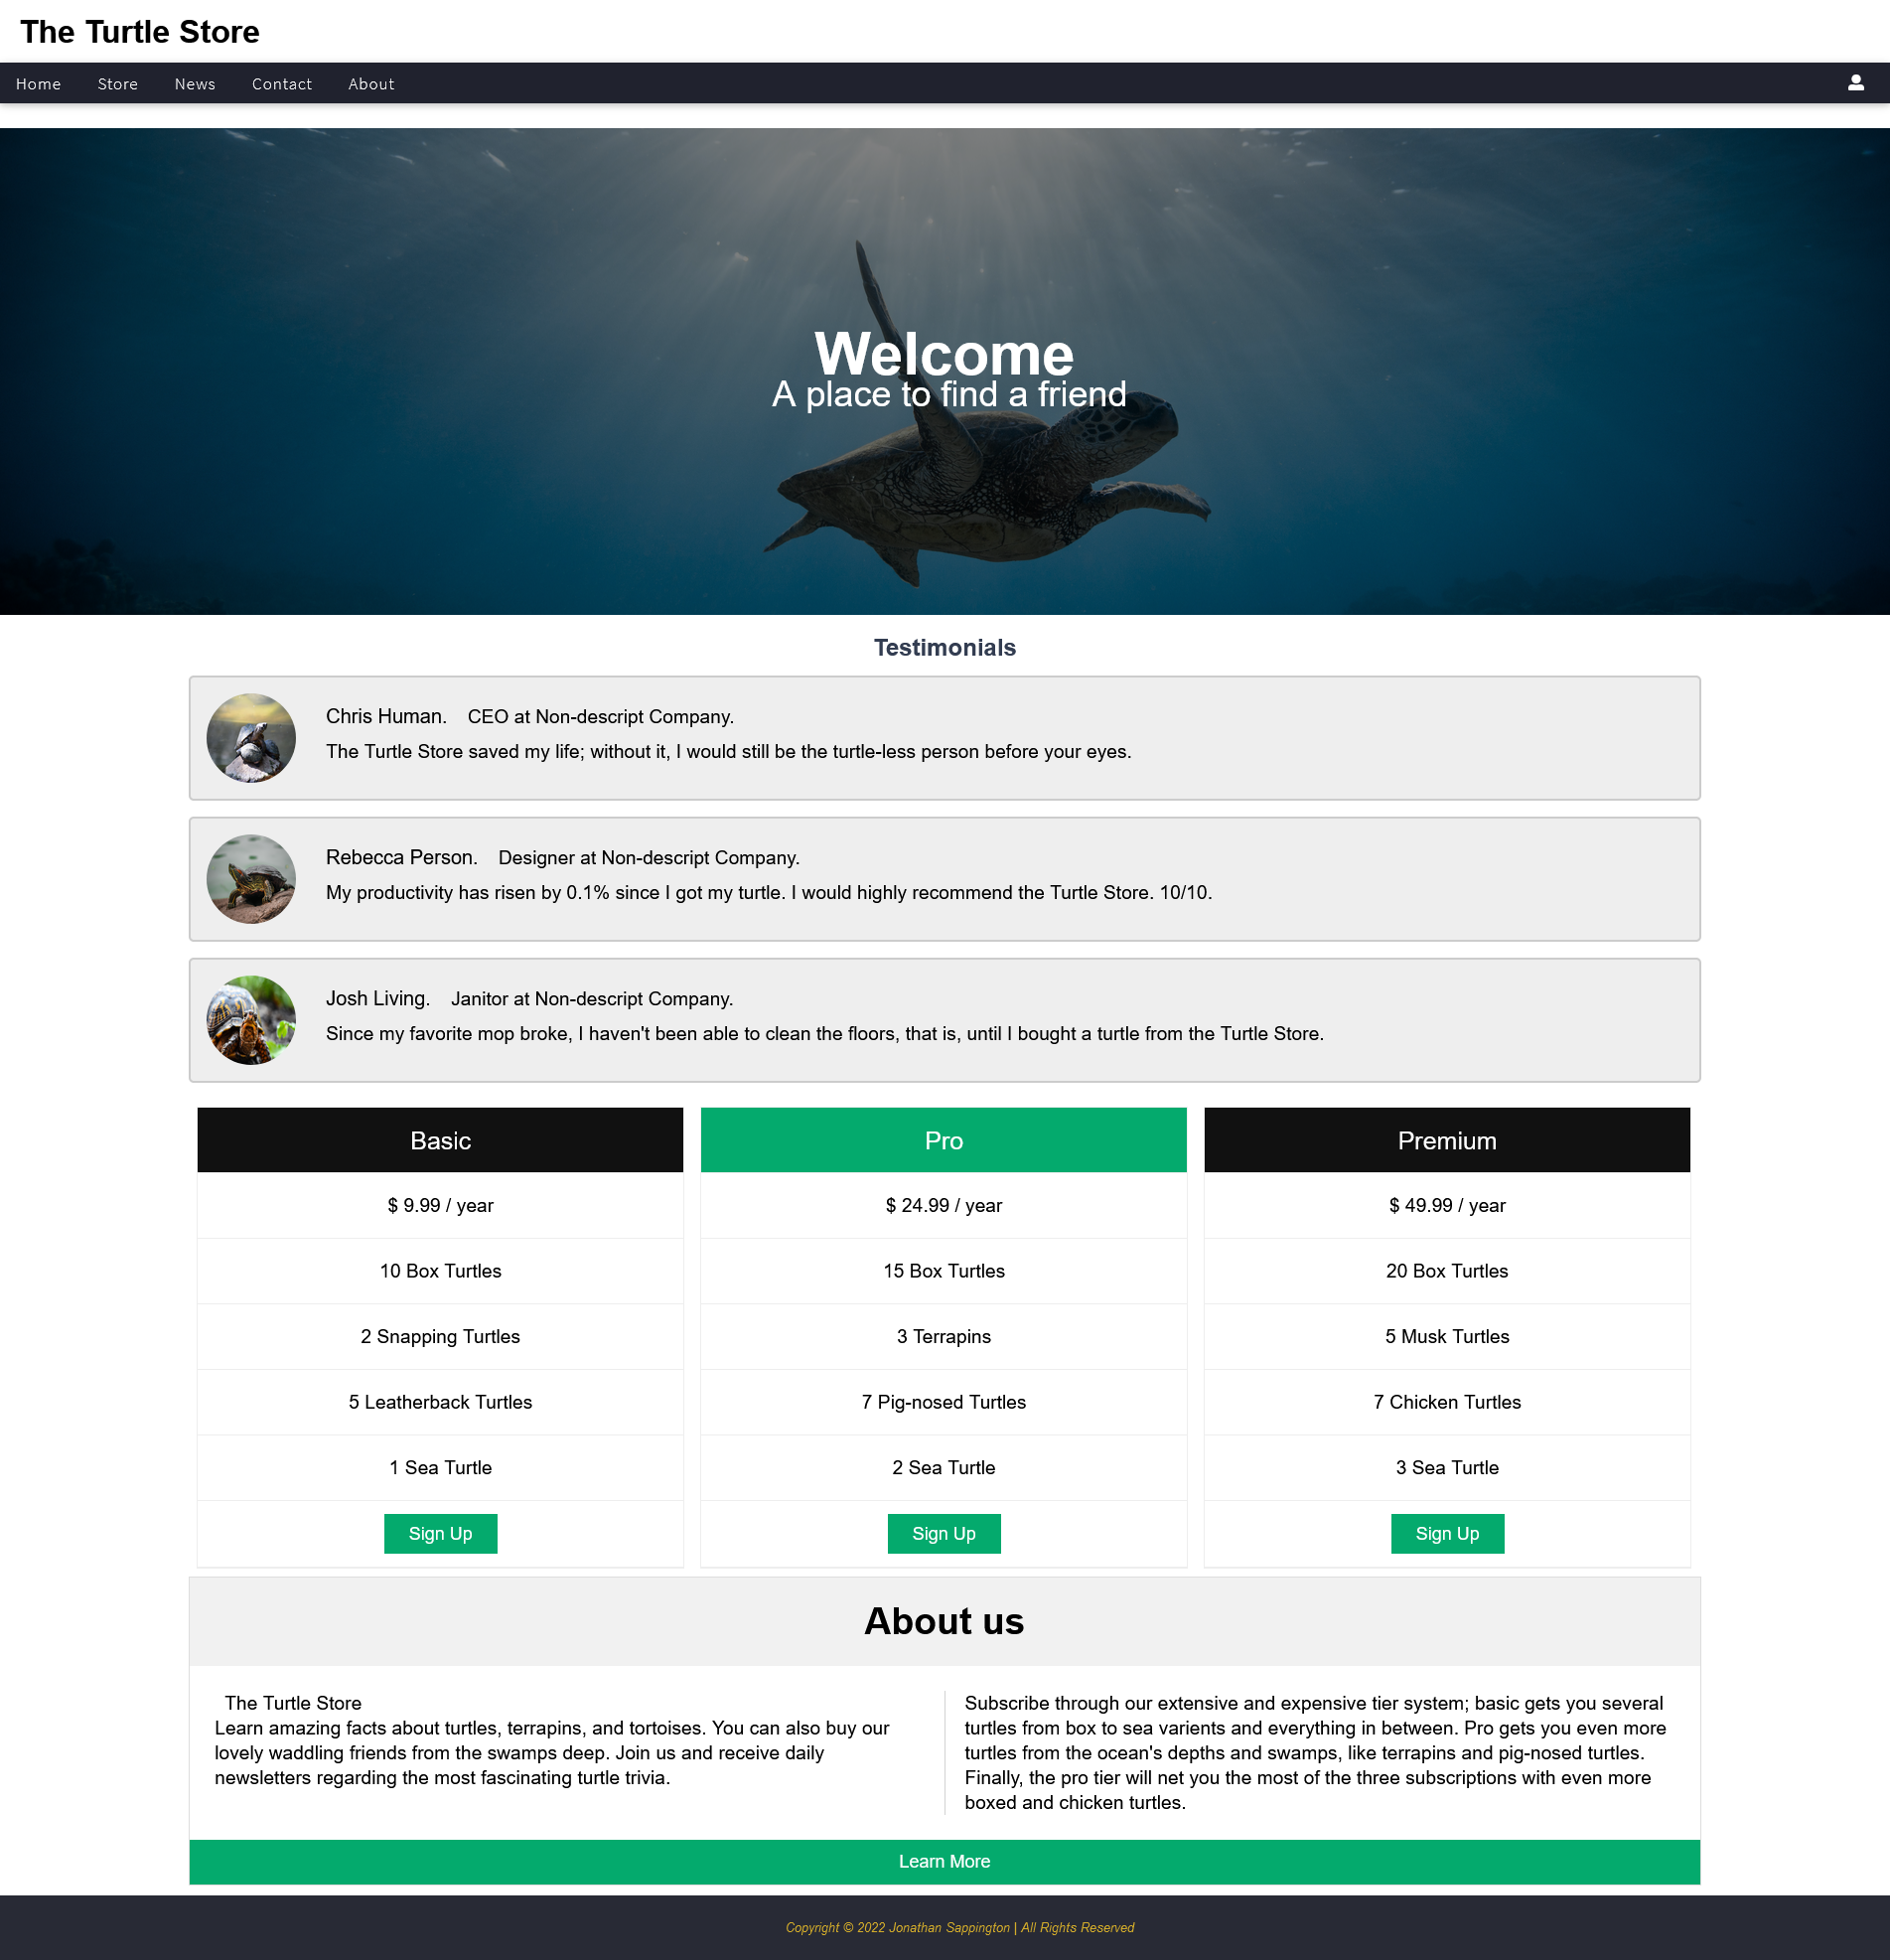 The Turtle Store
Home Store News Contact About
Welcome
A place to find a friend
Testimonials
Chris Human. CEO at Non-descript Company.
The Turtle Store saved my life; without it, I would still be the turtle-less person before your eyes.
Rebecca Person. Designer at Non-descript Company.
My productivity has risen by 0.1% since I got my turtle. I would highly recommend the Turtle Store. 10/10.
Josh Living. Janitor at Non-descript Company.
Since my favorite mop broke, I haven't been able to clean the floors, that is, until I bought a turtle from the Turtle Store.
Basic
$ 9.99 / year
10 Box Turtles
2 Snapping Turtles
5 Leatherback Turtles
1 Sea Turtle
Sign Up
Pro
$ 24.99 / year
15 Box Turtles
3 Terrapins
7 Pig-nosed Turtles
2 Sea Turtle
Sign Up
Premium
$ 49.99 / year
20 Box Turtles
5 Musk Turtles
7 Chicken Turtles
3 Sea Turtle
Sign Up
About us
The Turtle Store
Learn amazing facts about turtles, terrapins, and tortoises. You can also buy our
lovely waddling friends from the swamps deep. Join us and receive daily
newsletters regarding the most fascinating turtle trivia.
Subscribe through our extensive and expensive tier system; basic gets you several
turtles from box to sea varients and everything in between. Pro gets you even more
turtles from the ocean's depths and swamps, like terrapins and pig-nosed turtles.
Finally, the pro tier will net you the most of the three subscriptions with even more
boxed and chicken turtles.
Learn More
Copyright © 2022 Jonathan Sappington | All Rights Reserved